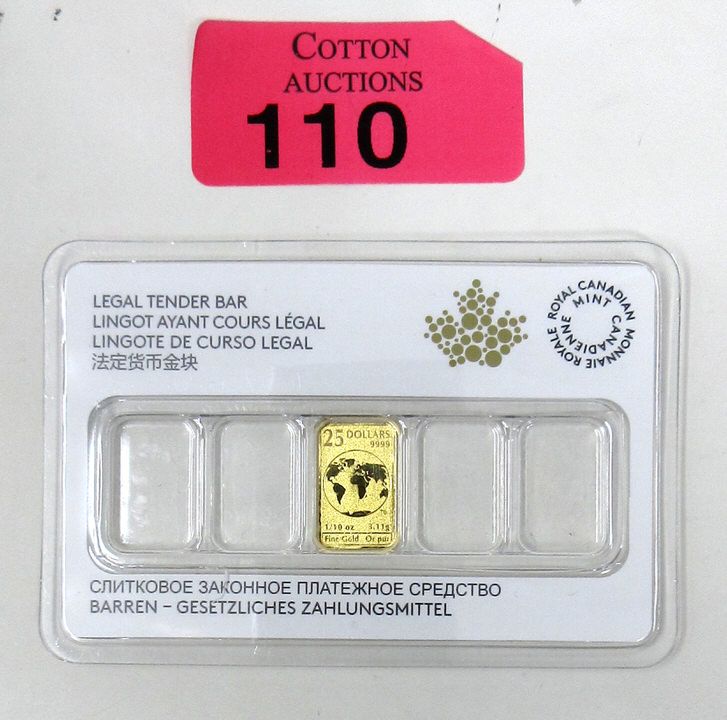 COTTON
AUCTIONS
110
LEGAL TENDER BAR
LINGOT AYANT COURS LÉGAL
LINGOTE DE CURSO LEGAL
法定货币金块
ROYAL CANADIAN MINT
MONNAIE ROYALE CANADIENNE
25 DOLLARS
9999
1/10 oz 3.11g
Fine Gold Or pur
СЛИТКОВОЕ ЗАКОННОЕ ПЛАТЕЖНОЕ СРЕДСТВО
BARREN – GESETZLICHES ZAHLUNGSMITTEL